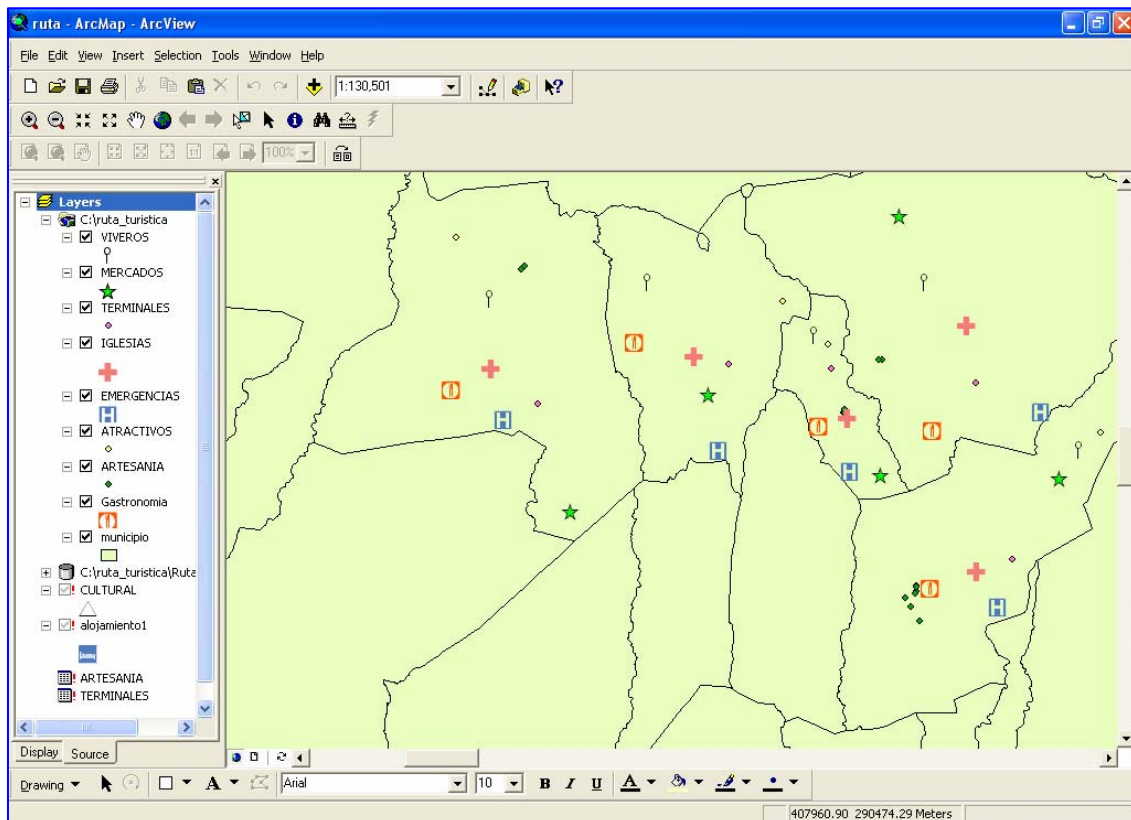 ruta - ArcMap - ArcView
File Edit View Insert Selection Tools Window Help
1:130,501
100%
Layers
C:\ruta_turistica
VIVEROS
MERCADOS
TERMINALES
IGLESIAS
EMERGENCIAS
H
ATRACTIVOS
ARTESANIA
Gastronomia
municipio
C:\ruta_turistica\Ruta
CULTURAL
alojamiento1
ARTESANIA
TERMINALES
H
H
H
H
H
Display Source
Drawing A Arial 10 B I U A
407960.90 290474.29 Meters